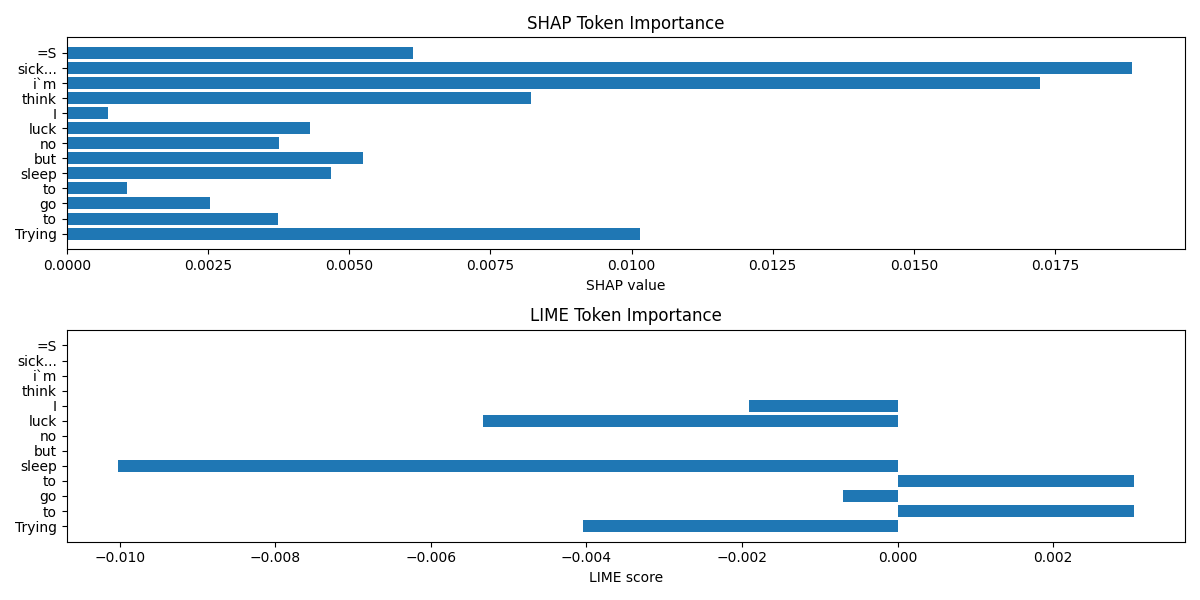 SHAP Token Importance
=S
sick...
i`m
think
I
luck
no
but
sleep
to
go
to
Trying
0.0000 0.0025 0.0050 0.0075 0.0100 0.0125 0.0150 0.0175
SHAP value
LIME Token Importance
=S
sick...
i`m
think
I
luck
no
but
sleep
to
go
to
Trying
−0.010 −0.008 −0.006 −0.004 −0.002 0.000 0.002
LIME score